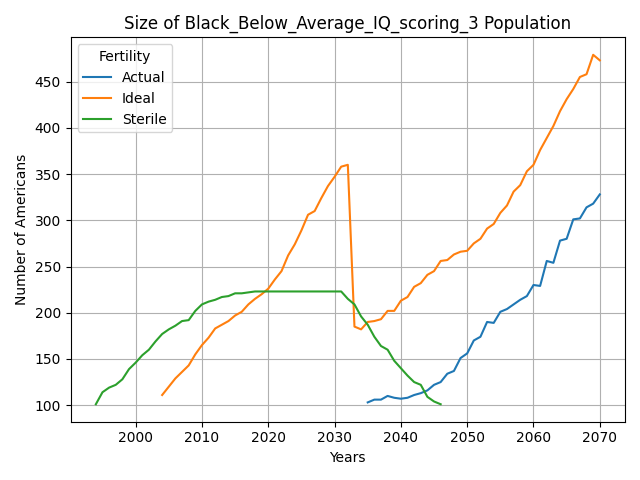 Size of Black_Below_Average_IQ_scoring_3 Population
Fertility
Actual
Ideal
Sterile
Number of Americans
450
400
350
300
250
200
150
100
2000 2010 2020 2030 2040 2050 2060 2070
Years